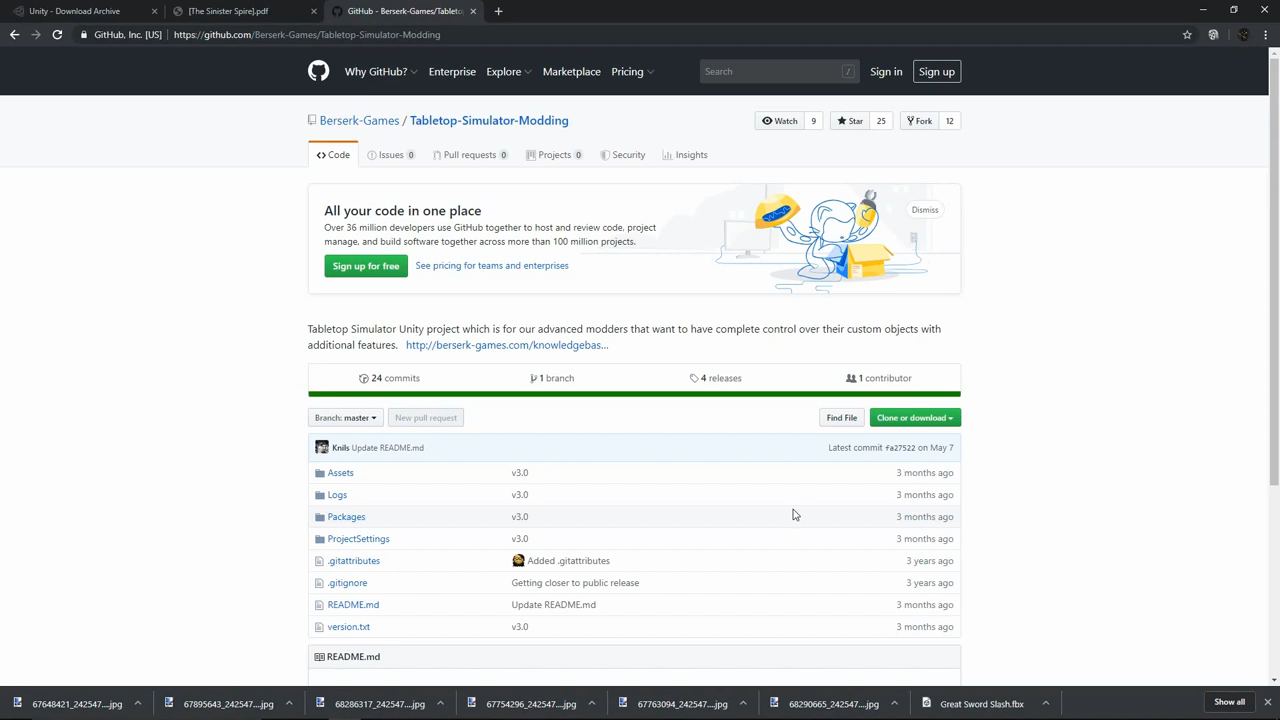 Unity - Download Archive
[The Sinister Spire].pdf
GitHub - Berserk-Games/Tableto
GitHub, Inc. [US] https://github.com/Berserk-Games/Tabletop-Simulator-Modding
Why GitHub? Enterprise Explore Marketplace Pricing Search / Sign in Sign up
Berserk-Games / Tabletop-Simulator-Modding
Watch 9 Star 25 Fork 12
Code Issues 0 Pull requests 0 Projects 0 Security Insights
All your code in one place
Dismiss
Over 36 million developers use GitHub together to host and review code, project
manage, and build software together across more than 100 million projects.
Sign up for free See pricing for teams and enterprises
Tabletop Simulator Unity project which is for our advanced modders that want to have complete control over their custom objects with
additional features. http://berserk-games.com/knowledgebas...
24 commits 1 branch 4 releases 1 contributor
Branch: master New pull request Find File Clone or download
Knils Update README.md Latest commit fa27522 on May 7
Assets v3.0 3 months ago
Logs v3.0 3 months ago
Packages v3.0 3 months ago
ProjectSettings v3.0 3 months ago
.gitattributes Added .gitattributes 3 years ago
.gitignore Getting closer to public release 3 years ago
README.md Update README.md 3 months ago
version.txt v3.0 3 months ago
README.md
67648421_242547....jpg 67895643_242547....jpg 68286317_242547....jpg 67754296_242547....jpg 67763094_242547....jpg 68290665_242547....jpg Great Sword Slash.fbx Show all